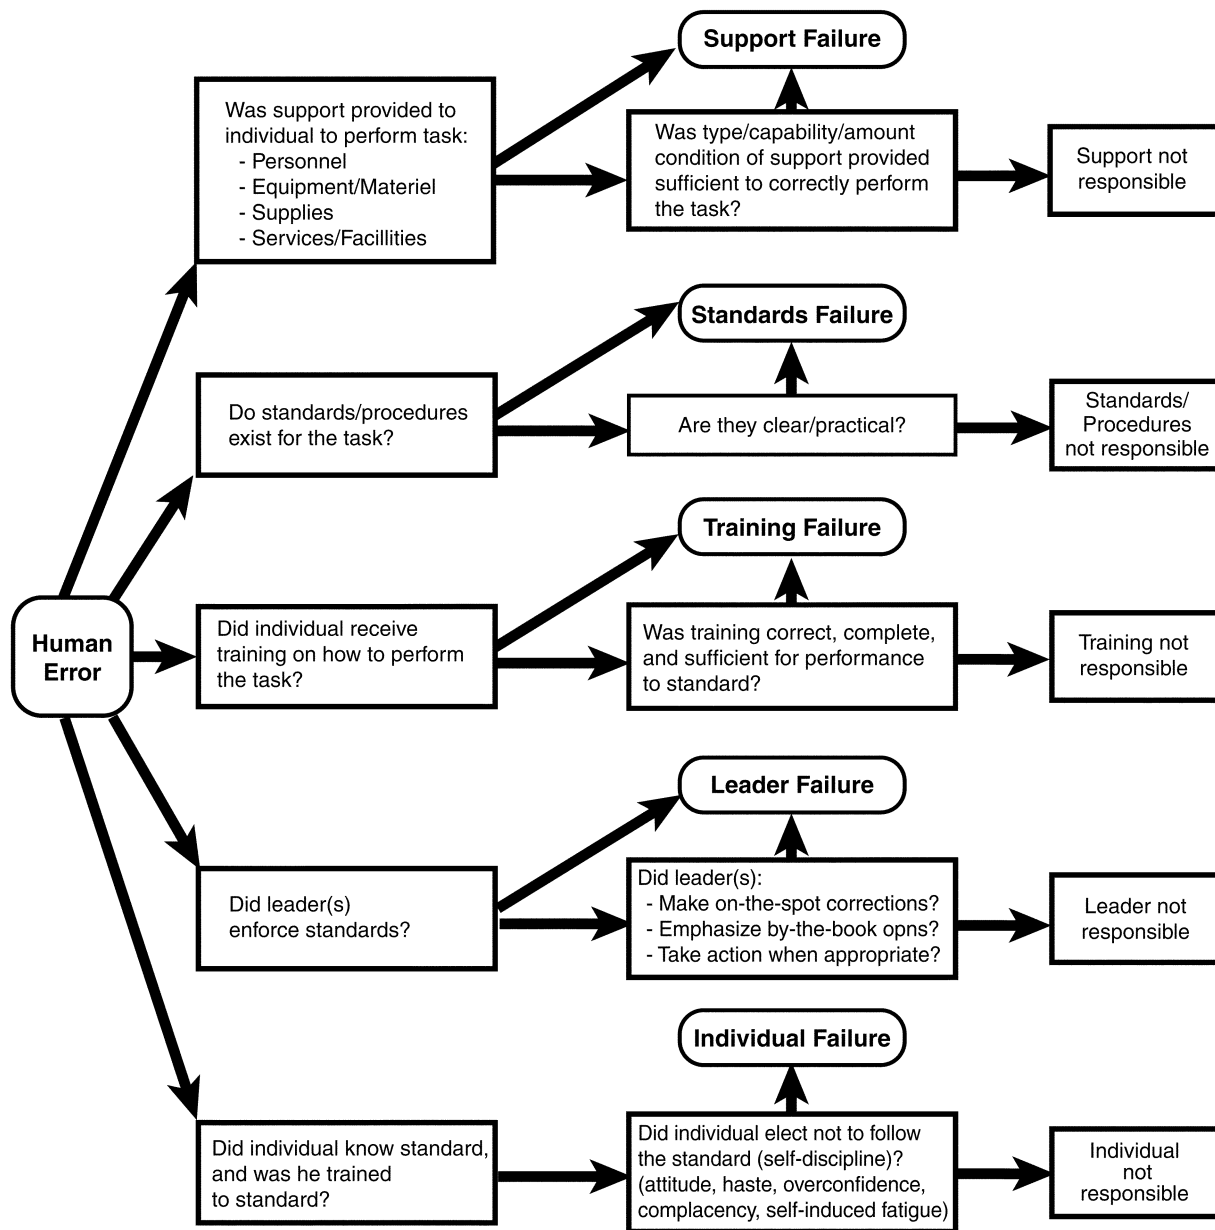 Support Failure
Was support provided to
individual to perform task:
- Personnel
- Equipment/Materiel
- Supplies
- Services/Facillities
Was type/capability/amount
condition of support provided
sufficient to correctly perform
the task?
Support not
responsible
Standards Failure
Do standards/procedures
exist for the task?
Are they clear/practical?
Standards/
Procedures
not responsible
Training Failure
Human
Error
Did individual receive
training on how to perform
the task?
Was training correct, complete,
and sufficient for performance
to standard?
Training not
responsible
Leader Failure
Did leader(s)
enforce standards?
Did leader(s):
- Make on-the-spot corrections?
- Emphasize by-the-book opns?
- Take action when appropriate?
Leader not
responsible
Individual Failure
Did individual know standard,
and was he trained
to standard?
Did individual elect not to follow
the standard (self-discipline)?
(attitude, haste, overconfidence,
complacency, self-induced fatigue)
Individual
not
responsible